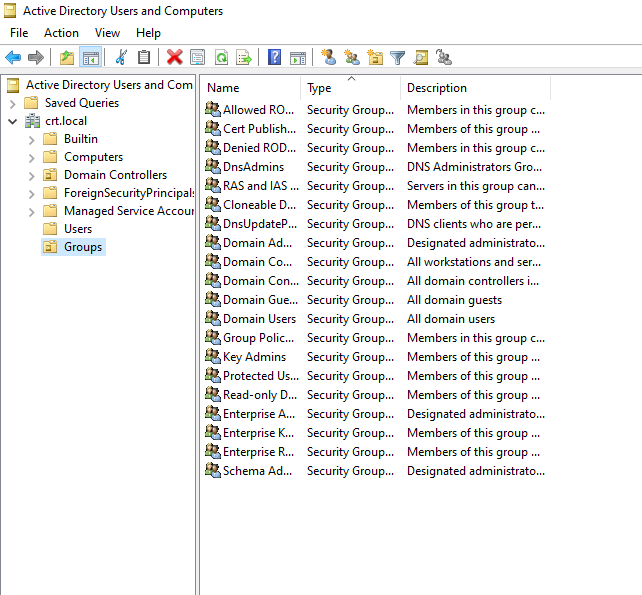 Active Directory Users and Computers
File Action View Help
Active Directory Users and Com
Saved Queries
crt.local
Builtin
Computers
Domain Controllers
ForeignSecurityPrincipals
Managed Service Accour
Users
Groups
Name Type Description
Allowed RO... Security Group... Members in this group c...
Cert Publish... Security Group... Members of this group ...
Denied ROD... Security Group... Members in this group c...
DnsAdmins Security Group... DNS Administrators Gro...
RAS and IAS ... Security Group... Servers in this group can...
Cloneable D... Security Group... Members of this group t...
DnsUpdateP... Security Group... DNS clients who are per...
Domain Ad... Security Group... Designated administrato...
Domain Co... Security Group... All workstations and ser...
Domain Con... Security Group... All domain controllers i...
Domain Gue... Security Group... All domain guests
Domain Users Security Group... All domain users
Group Polic... Security Group... Members in this group c...
Key Admins Security Group... Members of this group ...
Protected Us... Security Group... Members of this group ...
Read-only D... Security Group... Members of this group ...
Enterprise A... Security Group... Designated administrato...
Enterprise K... Security Group... Members of this group ...
Enterprise R... Security Group... Members of this group ...
Schema Ad... Security Group... Designated administrato...